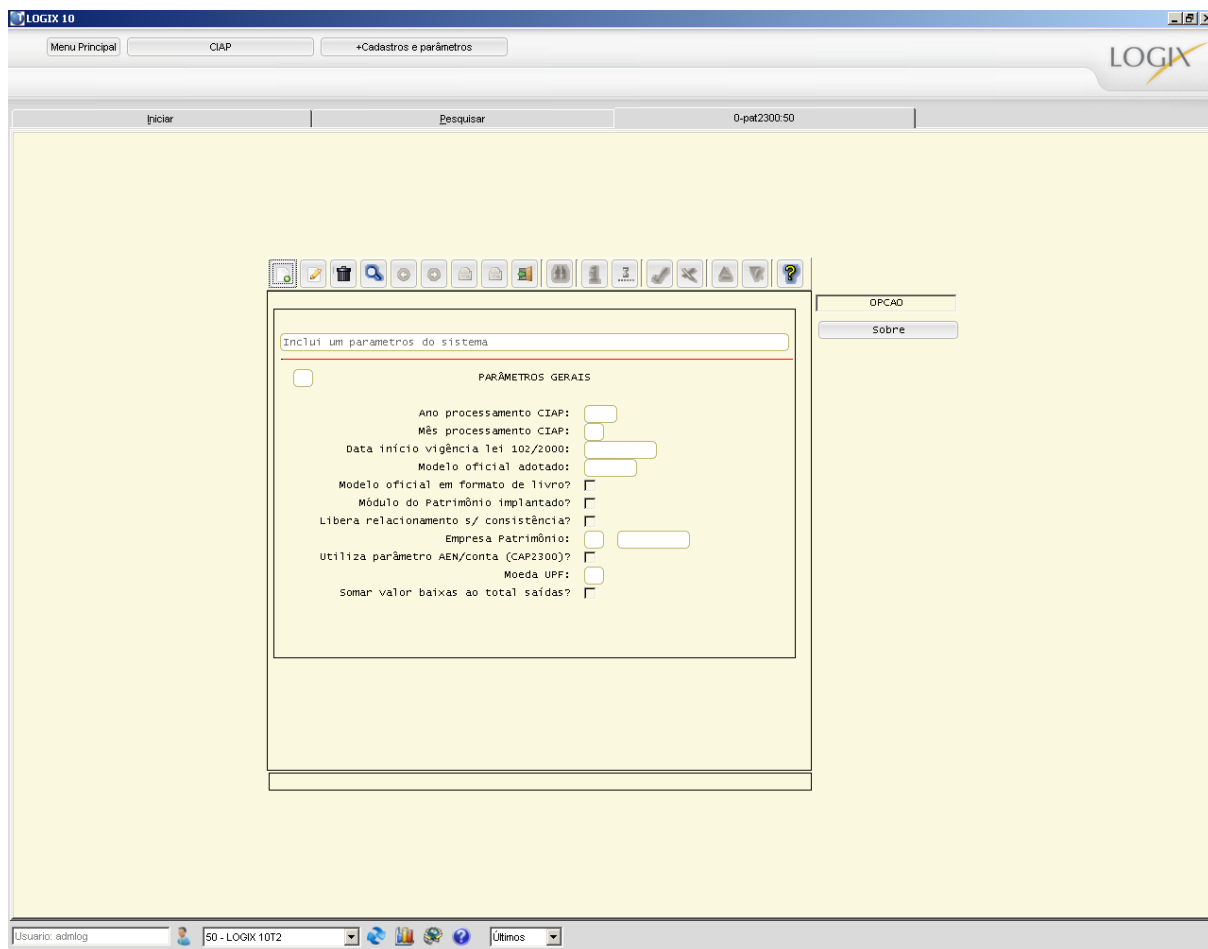 LOGIX 10
Menu Principal CIAP +Cadastros e parâmetros
LOGIX
Iniciar Pesquisar 0-pat2300:50
OPCAO
Sobre
Inclui um parametros do sistema
PARÂMETROS GERAIS
Ano processamento CIAP:
Mês processamento CIAP:
Data início vigência lei 102/2000:
Modelo oficial adotado:
Modelo oficial em formato de livro?
Módulo do Patrimônio implantado?
Libera relacionamento s/ consistência?
Empresa Patrimônio:
Utiliza parâmetro AEN/conta (CAP2300)?
Moeda UPF:
Somar valor baixas ao total saídas?
Usuario: admlog 50 - LOGIX 10T2 Últimos